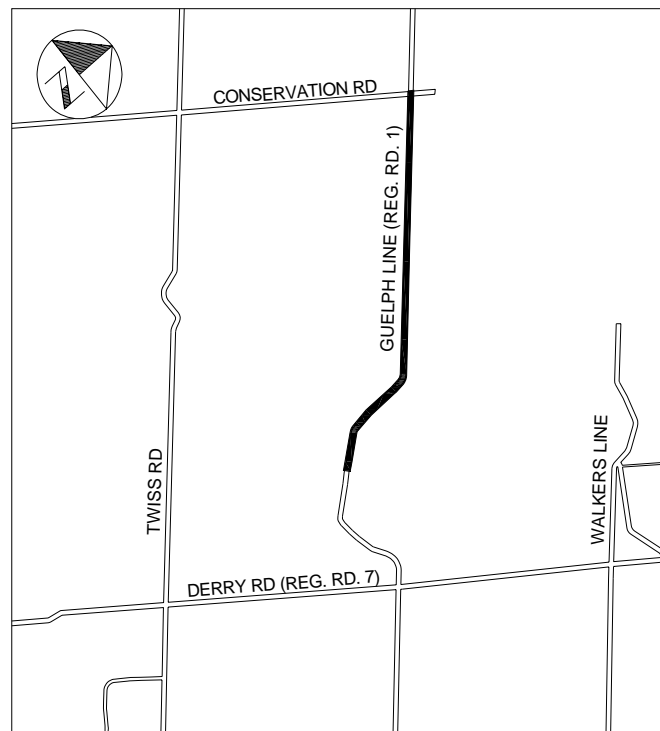 CONSERVATION RD
GUELPH LINE (REG. RD. 1)
TWISS RD
WALKERS LINE
DERRY RD (REG. RD. 7)